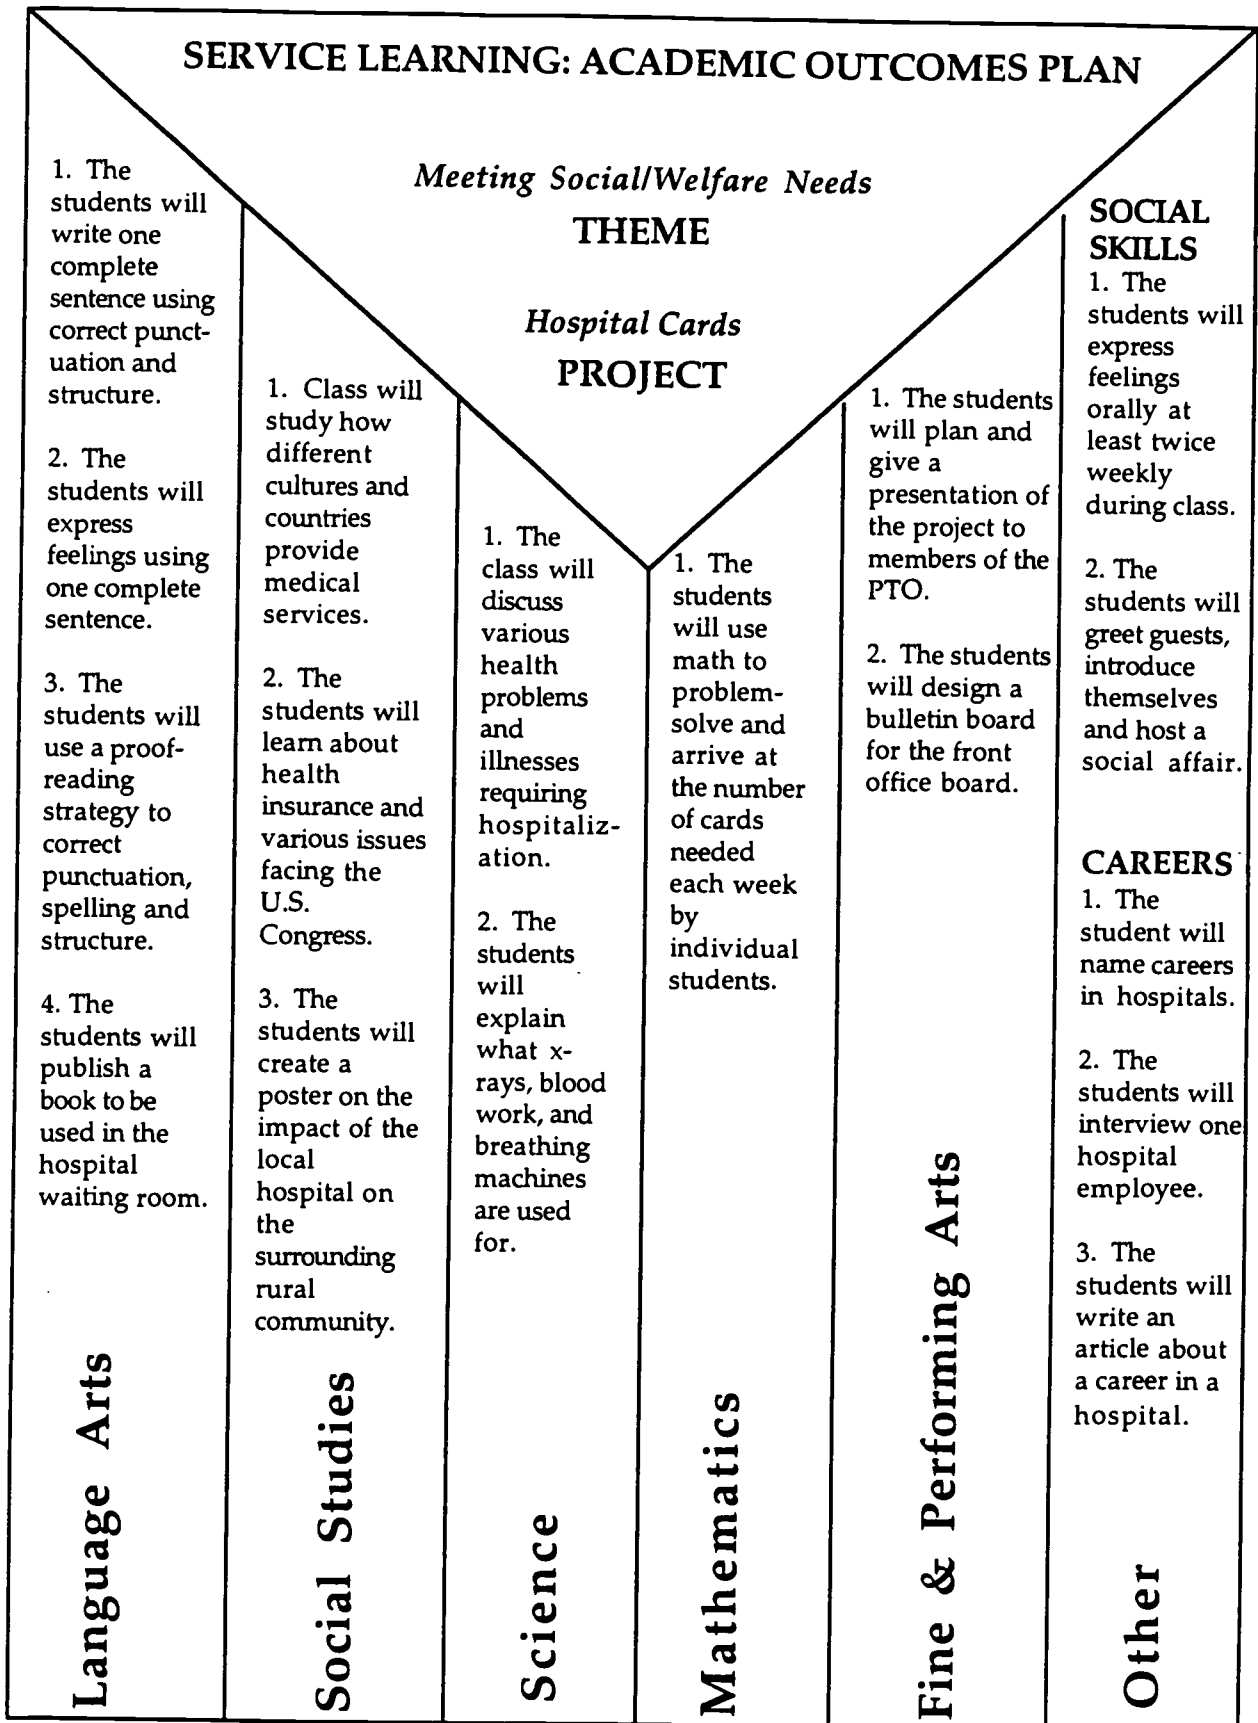 SERVICE LEARNING: ACADEMIC OUTCOMES PLAN
Meeting Social/Welfare Needs
THEME
Hospital Cards
PROJECT
1. The
students will
write one
complete
sentence using
correct punct-
uation and
structure.
2. The
students will
express
feelings using
one complete
sentence.
3. The
students will
use a proof-
reading
strategy to
correct
punctuation,
spelling and
structure.
4. The
students will
publish a
book to be
used in the
hospital
waiting room.
Language Arts
1. Class will
study how
different
cultures and
countries
provide
medical
services.
2. The
students will
learn about
health
insurance and
various issues
facing the
U.S.
Congress.
3. The
students will
create a
poster on the
impact of the
local
hospital on
the
surrounding
rural
community.
Social Studies
1. The
class will
discuss
various
health
problems
and
illnesses
requiring
hospitaliz-
ation.
2. The
students
will
explain
what x-
rays, blood
work, and
breathing
machines
are used
for.
Science
1. The
students
will use
math to
problem-
solve and
arrive at
the number
of cards
needed
each week
by
individual
students.
Mathematics
1. The students
will plan and
give a
presentation of
the project to
members of the
PTO.
2. The students
will design a
bulletin board
for the front
office board.
Fine & Performing Arts
SOCIAL
SKILLS
1. The
students will
express
feelings
orally at
least twice
weekly
during class.
2. The
students will
greet guests,
introduce
themselves
and host a
social affair.
CAREERS
1. The
student will
name careers
in hospitals.
2. The
students will
interview one
hospital
employee.
3. The
students will
write an
article about
a career in a
hospital.
Other